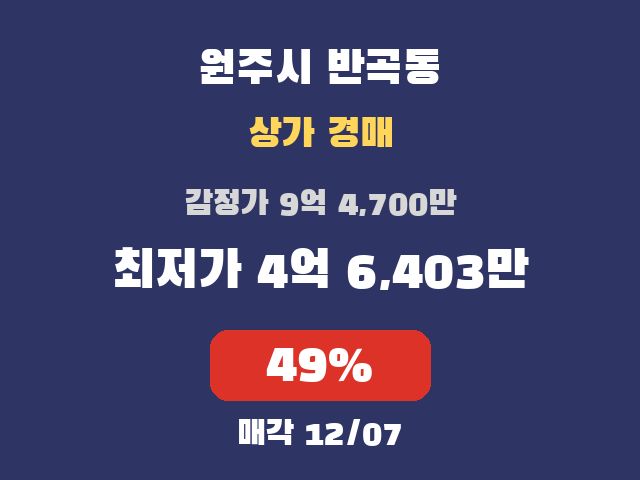 원주시 반곡동
상가 경매
감정가 9억 4,700만
최저가 4억 6,403만
49%
매각 12/07